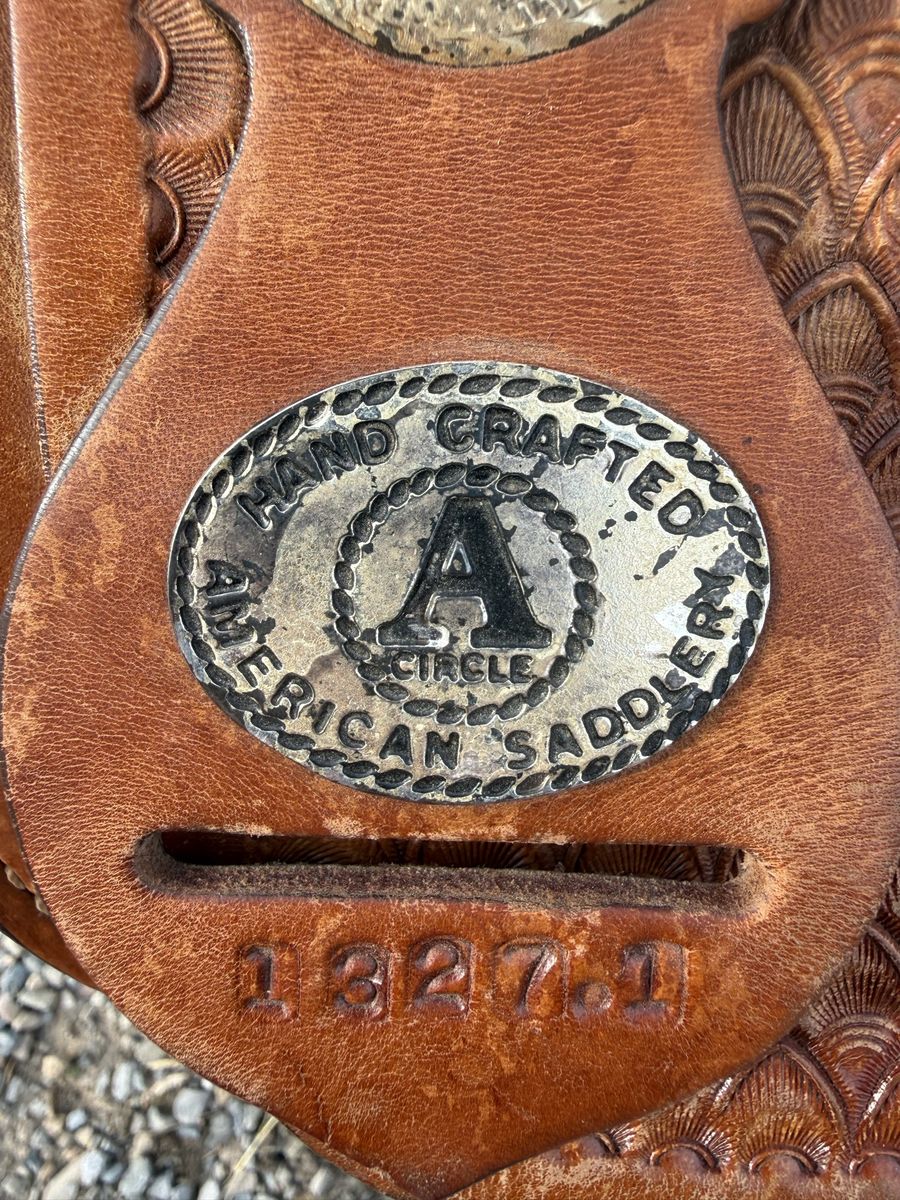 HAND CRAFTED
A
CIRCLE
AMERICAN SADDLERY
1327.1